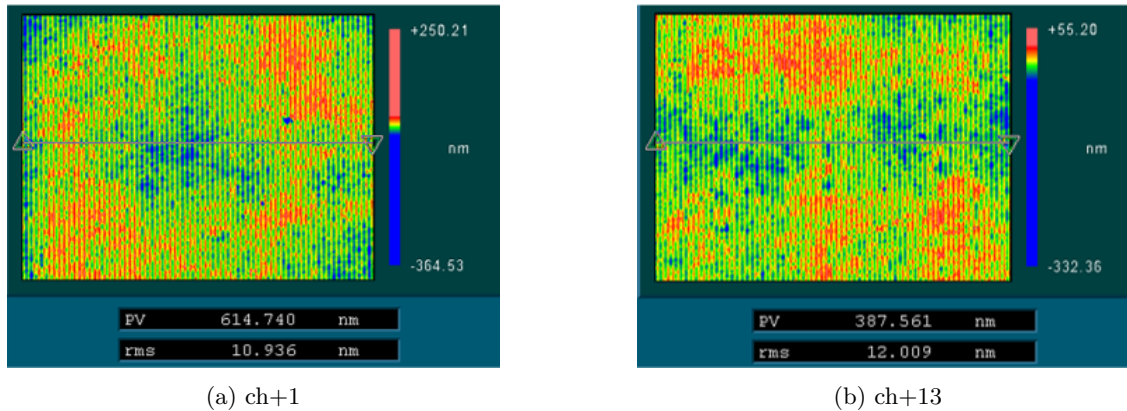 +250.21
nm
-364.53
PV 614.740 nm
rms 10.936 nm
(a) ch+1
+55.20
nm
-332.36
PV 387.561 nm
rms 12.009 nm
(b) ch+13